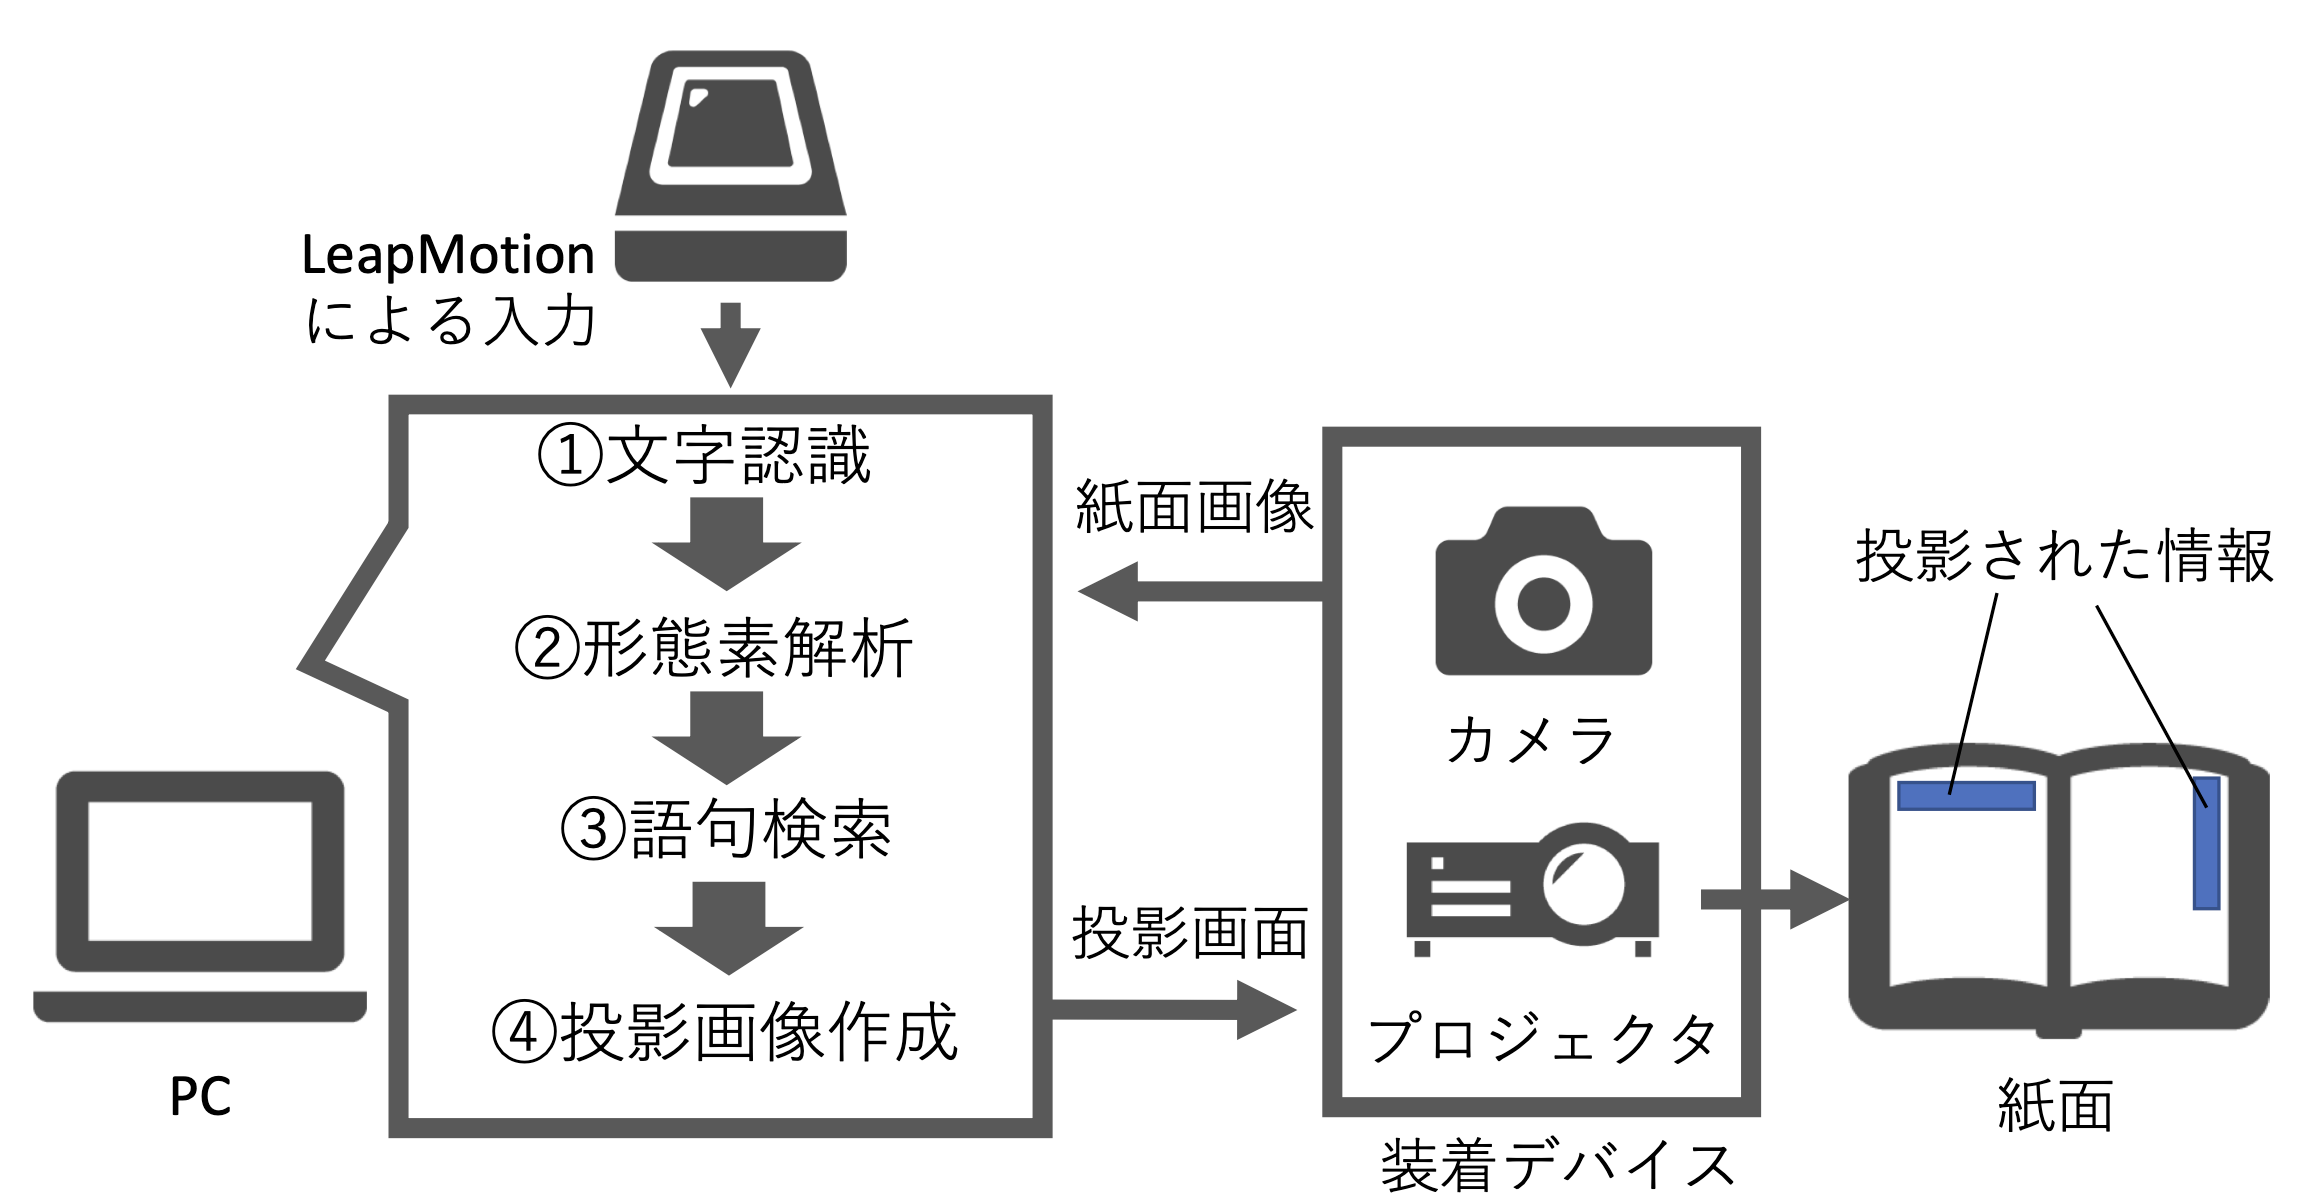 LeapMotion
による入力
①文字認識
②形態素解析
③語句検索
④投影画像作成
PC
紙面画像
投影画面
カメラ
プロジェクタ
装着デバイス
投影された情報
紙面